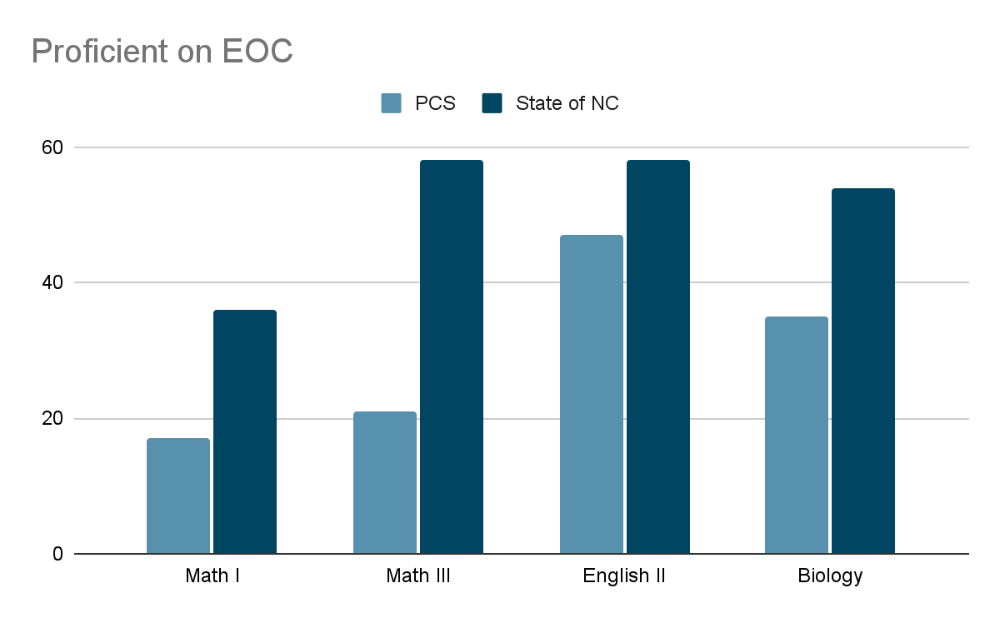 Proficient on EOC
PCS State of NC
60
40
20
0
Math I Math III English II Biology